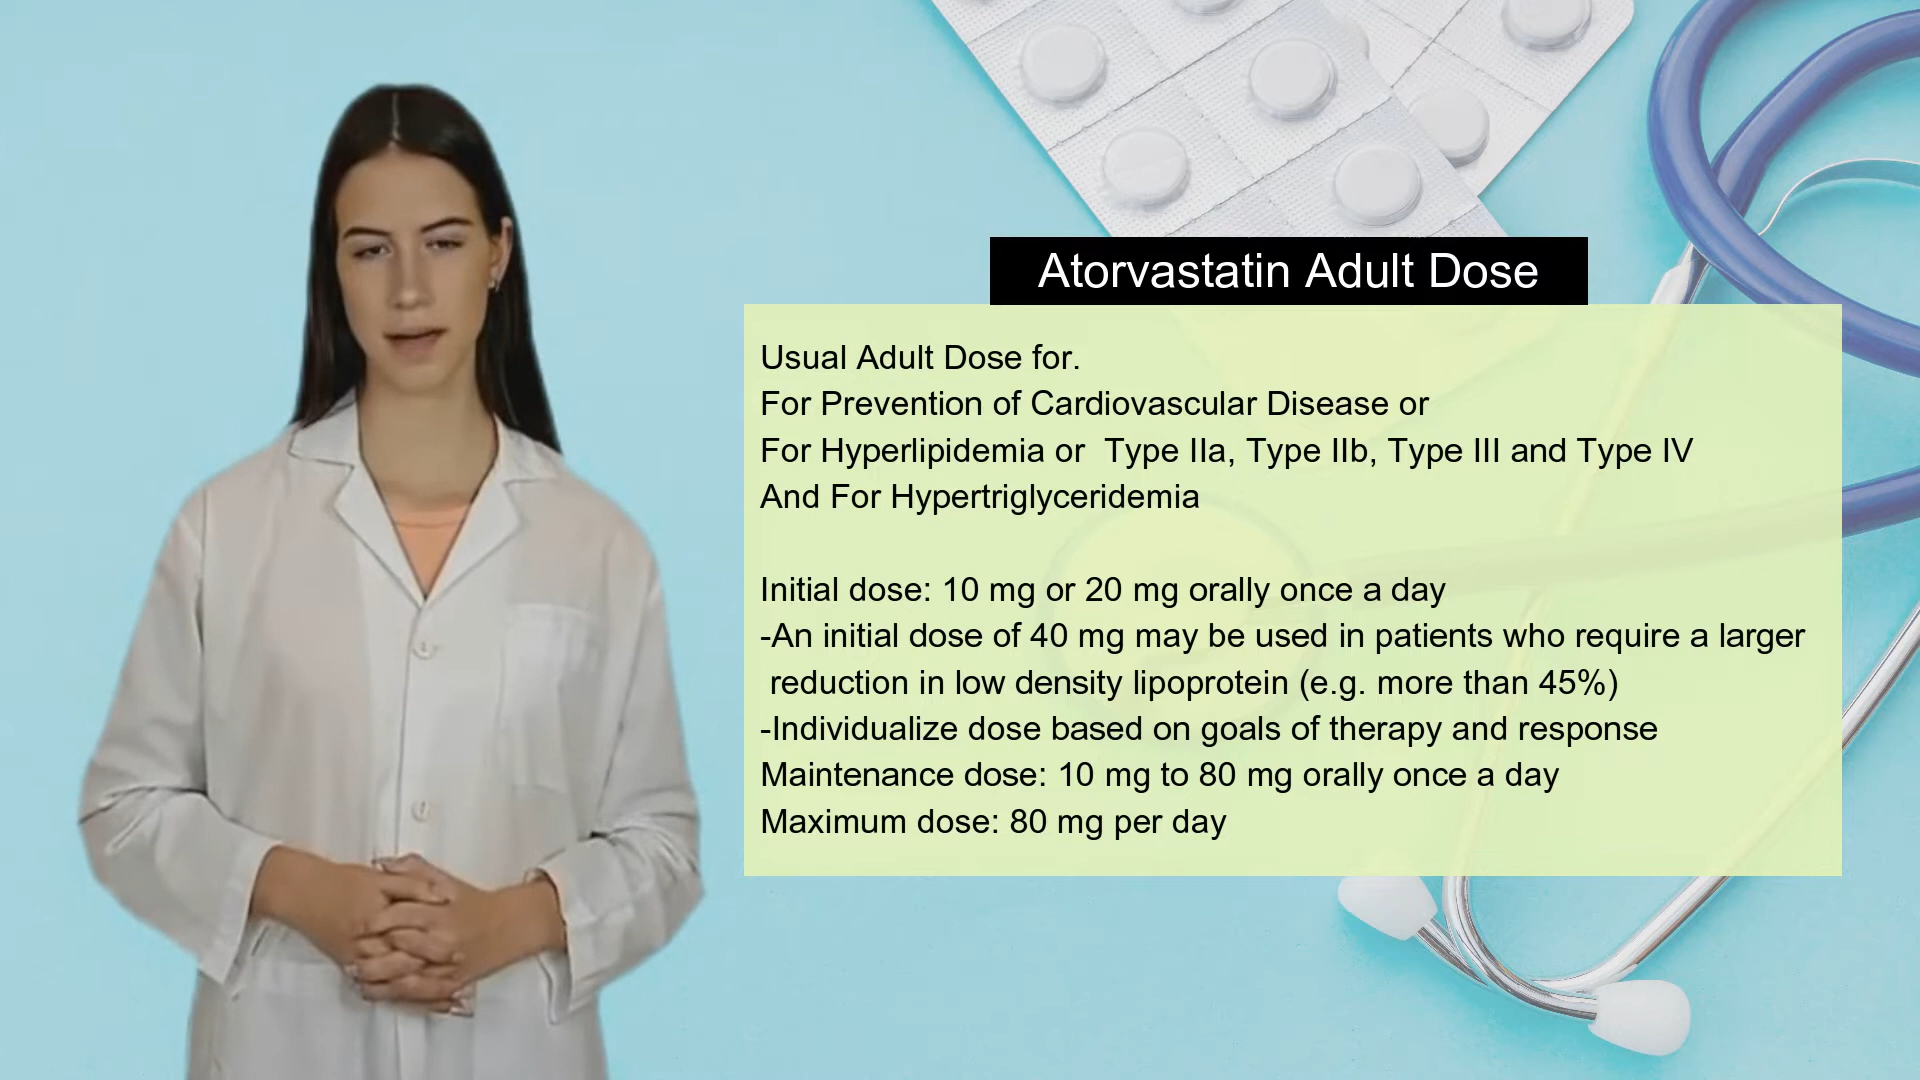 Atorvastatin Adult Dose
Usual Adult Dose for.
For Prevention of Cardiovascular Disease or
For Hyperlipidemia or  Type IIa, Type IIb, Type III and Type IV
And For Hypertriglyceridemia
Initial dose: 10 mg or 20 mg orally once a day
-An initial dose of 40 mg may be used in patients who require a larger
reduction in low density lipoprotein (e.g. more than 45%)
-Individualize dose based on goals of therapy and response
Maintenance dose: 10 mg to 80 mg orally once a day
Maximum dose: 80 mg per day